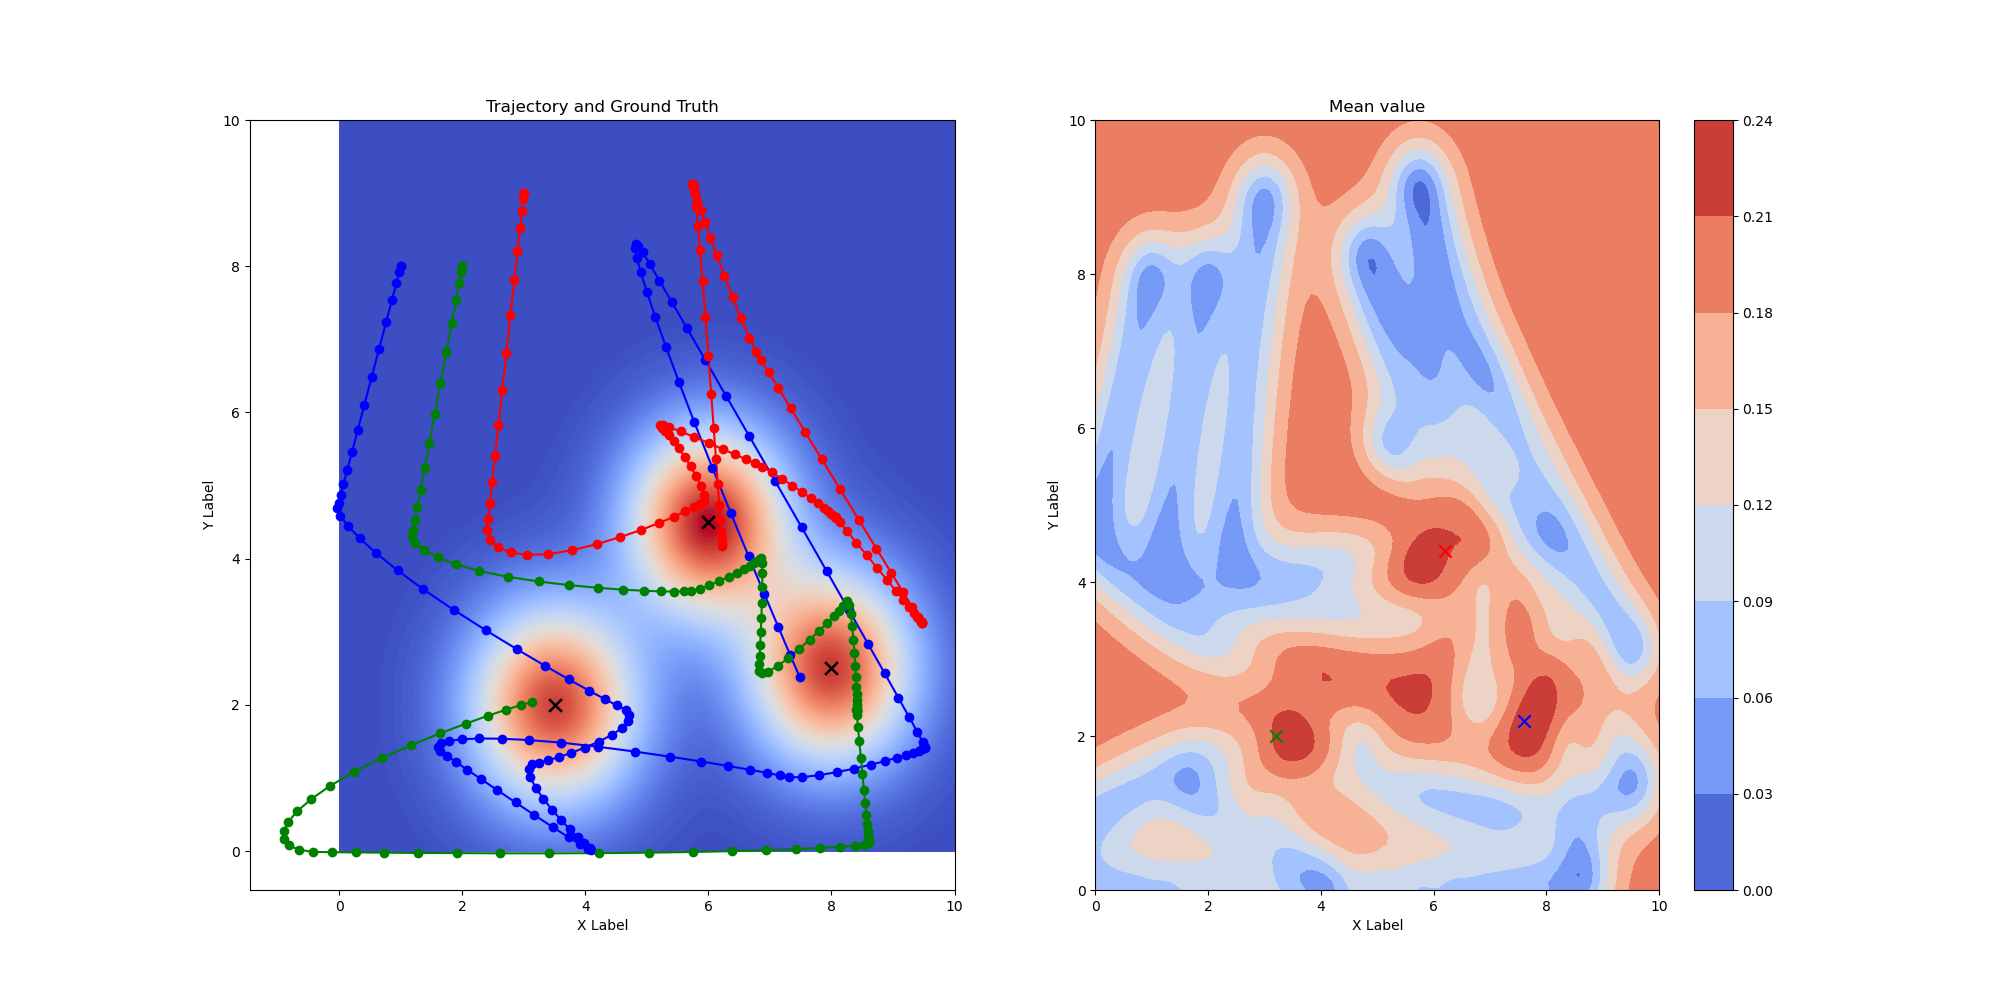 Trajectory and Ground Truth
10
8
6
4
2
0
Y Label
0 2 4 6 8 10
X Label
Mean value
10
8
6
4
2
0
Y Label
0 2 4 6 8 10
X Label
0.24
0.21
0.18
0.15
0.12
0.09
0.06
0.03
0.00